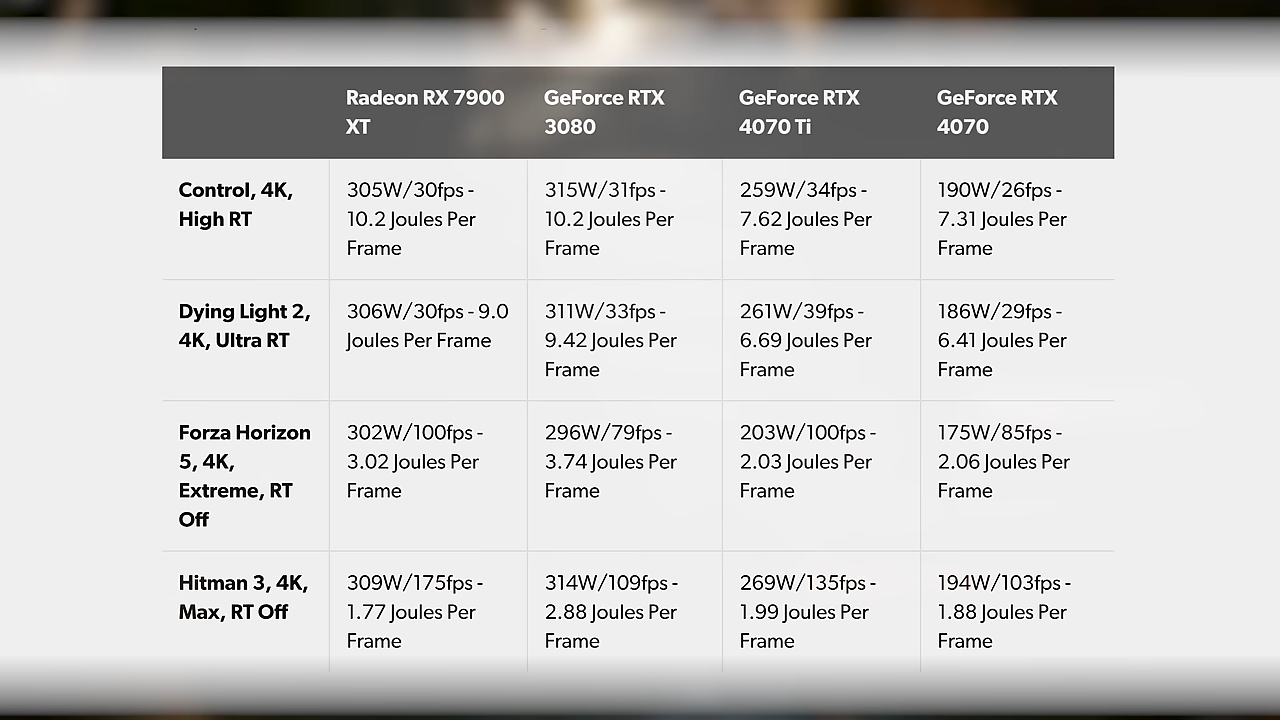 Radeon RX 7900
XT
GeForce RTX
3080
GeForce RTX
4070 Ti
GeForce RTX
4070
Control, 4K,
High RT
305W/30fps -
10.2 Joules Per
Frame
315W/31fps -
10.2 Joules Per
Frame
259W/34fps -
7.62 Joules Per
Frame
190W/26fps -
7.31 Joules Per
Frame
Dying Light 2,
4K, Ultra RT
306W/30fps - 9.0
Joules Per Frame
311W/33fps -
9.42 Joules Per
Frame
261W/39fps -
6.69 Joules Per
Frame
186W/29fps -
6.41 Joules Per
Frame
Forza Horizon
5, 4K,
Extreme, RT
Off
302W/100fps -
3.02 Joules Per
Frame
296W/79fps -
3.74 Joules Per
Frame
203W/100fps -
2.03 Joules Per
Frame
175W/85fps -
2.06 Joules Per
Frame
Hitman 3, 4K,
Max, RT Off
309W/175fps -
1.77 Joules Per
Frame
314W/109fps -
2.88 Joules Per
Frame
269W/135fps -
1.99 Joules Per
Frame
194W/103fps -
1.88 Joules Per
Frame